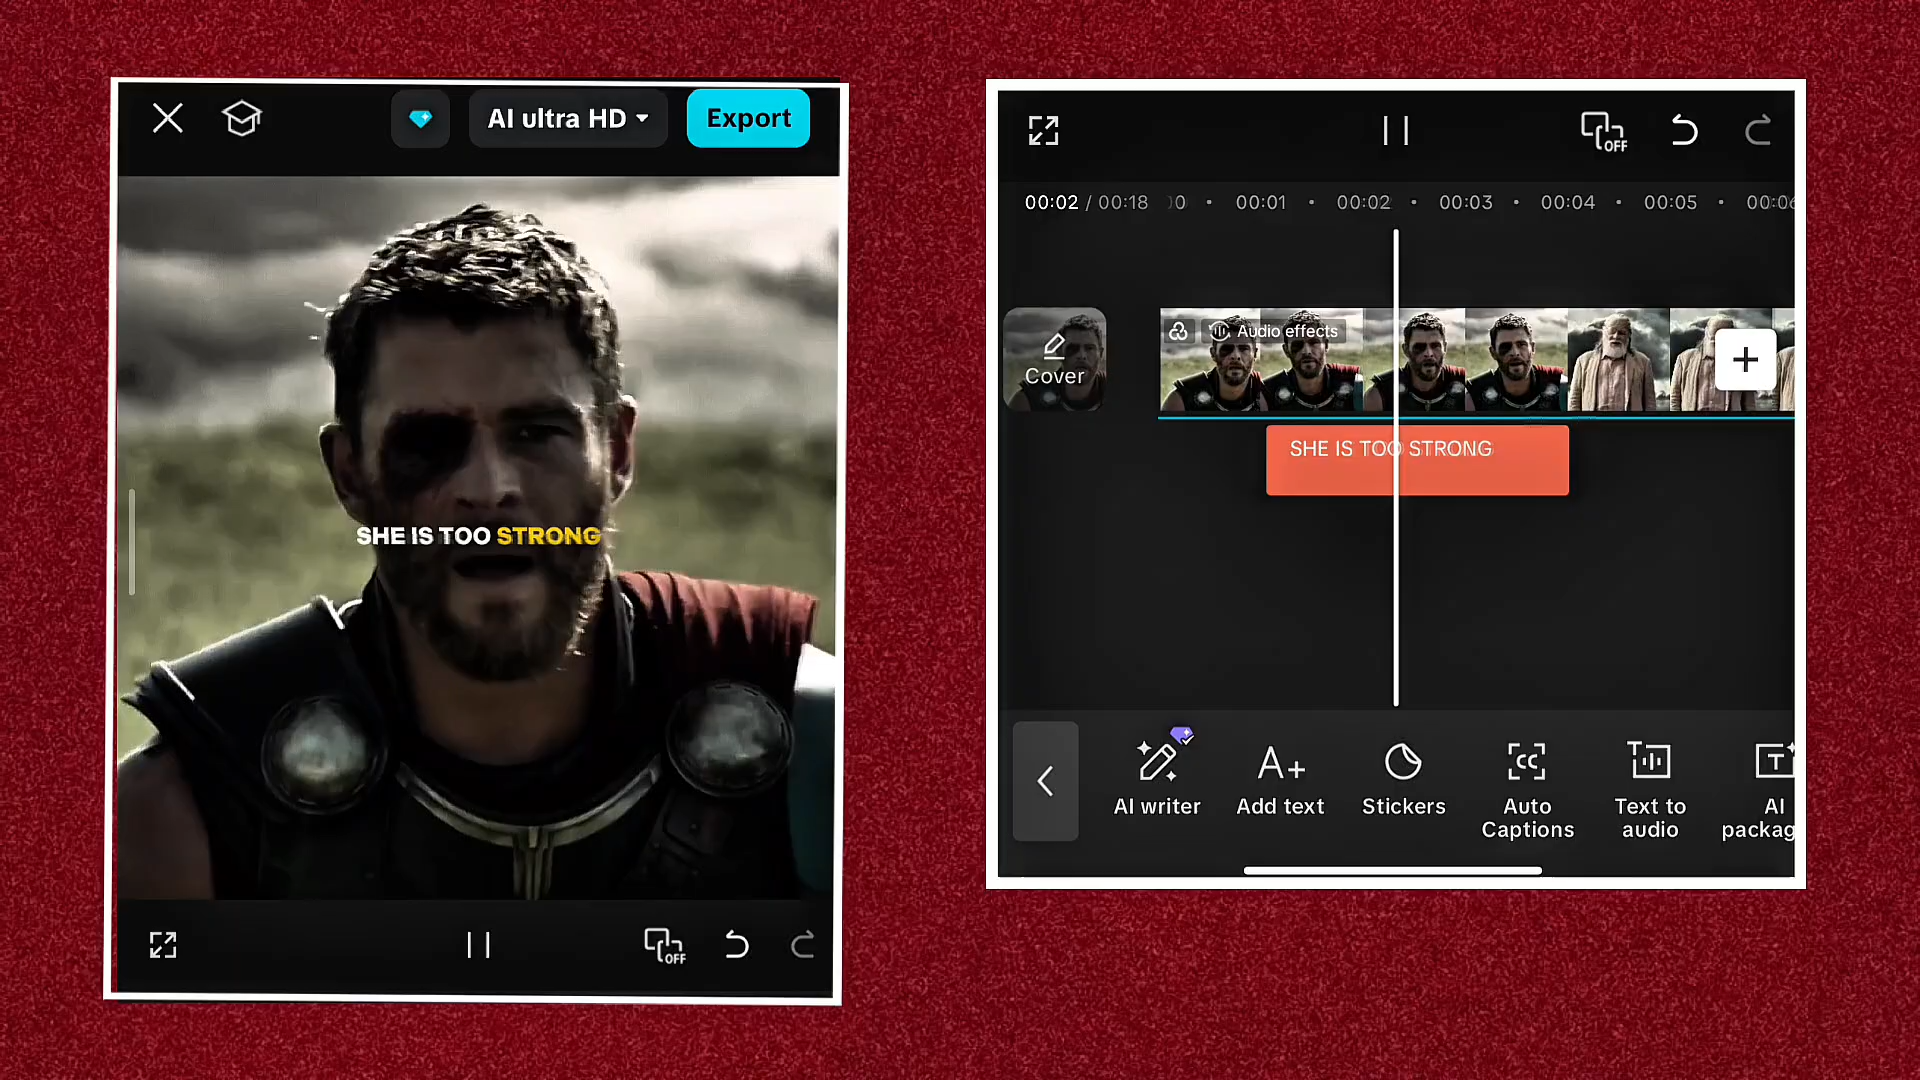 AI ultra HD
Export
SHE IS TOO STRONG
OFF
OFF
00:02 / 00:18
00:01
00:02
00:03
00:04
00:05
Cover
Audio effects
SHE IS TOO STRONG
AI writer
Add text
Stickers
Auto
Captions
Text to
audio
AI
packag